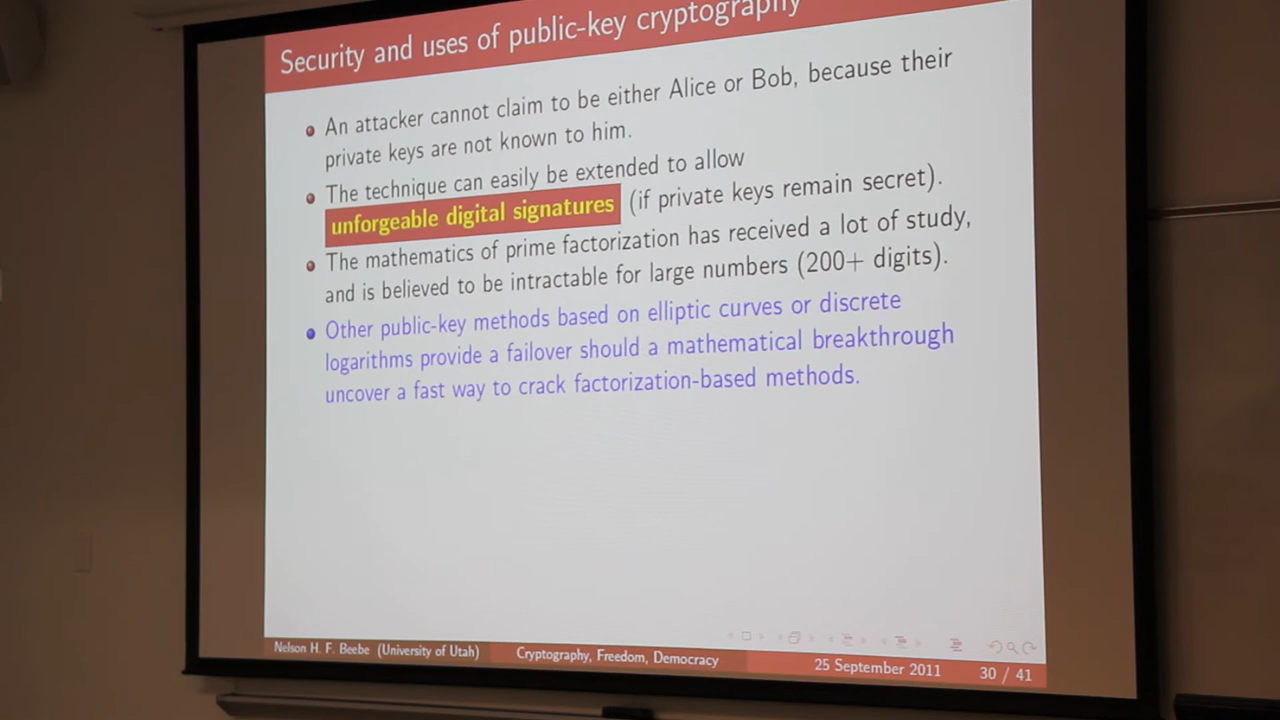 Security and uses of public-key cryptography
An attacker cannot claim to be either Alice or Bob, because their
private keys are not known to him.
The technique can easily be extended to allow
unforgeable digital signatures (if private keys remain secret).
The mathematics of prime factorization has received a lot of study,
and is believed to be intractable for large numbers (200+ digits).
Other public-key methods based on elliptic curves or discrete
logarithms provide a failover should a mathematical breakthrough
uncover a fast way to crack factorization-based methods.
Nelson H. F. Beebe (University of Utah) Cryptography, Freedom, Democracy 25 September 2011 30 / 41